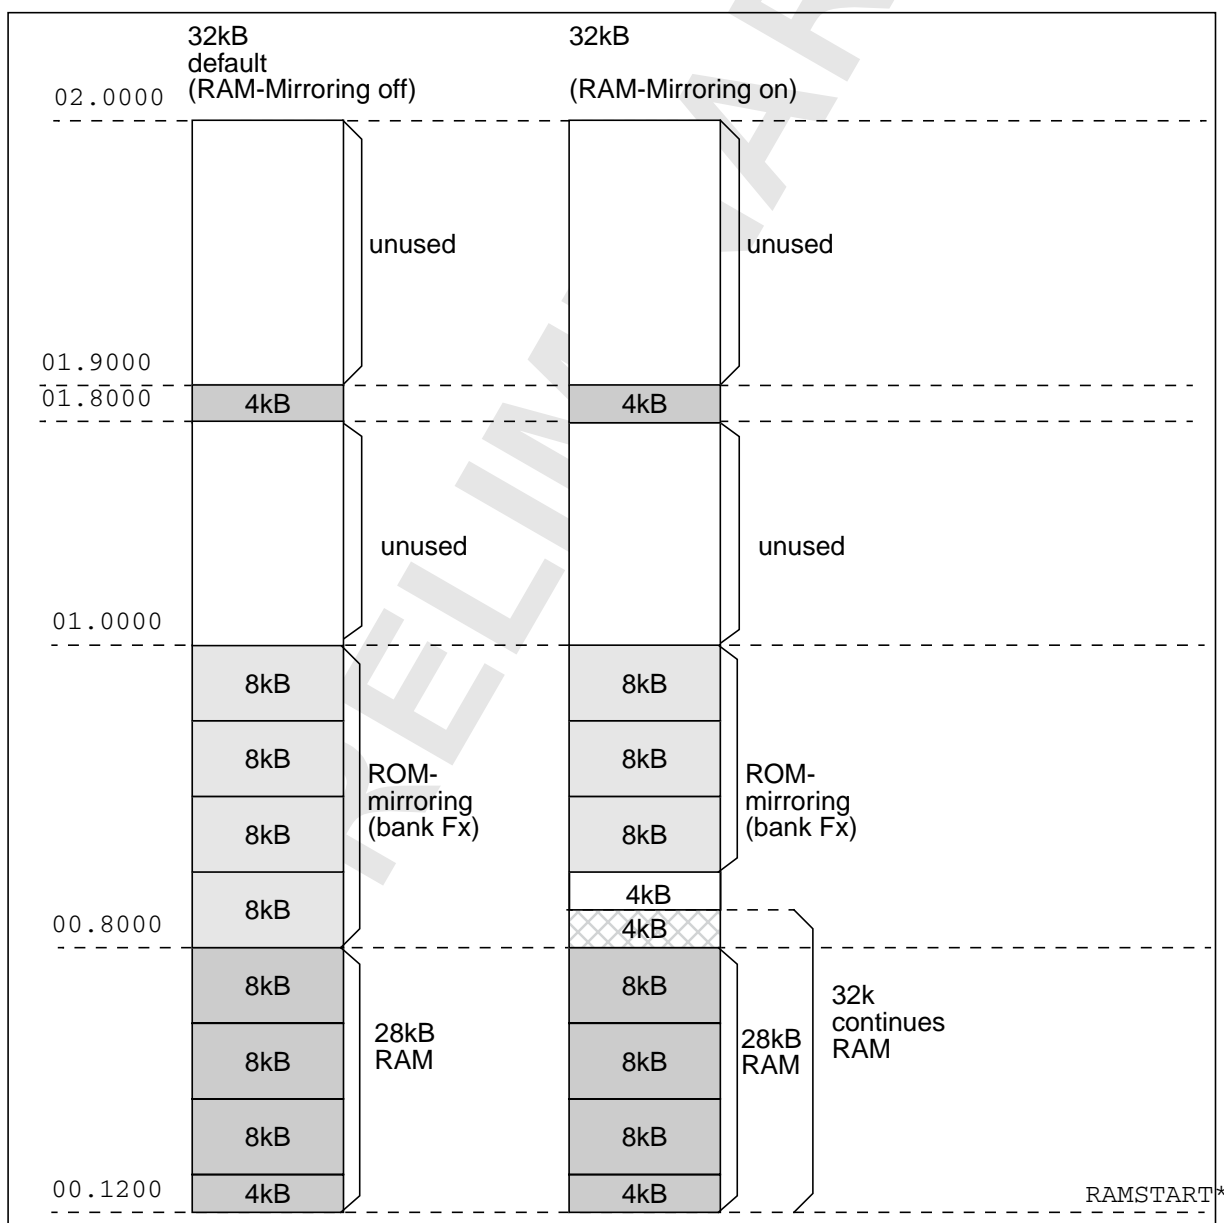 32kB
default
(RAM-Mirroring off)
32kB
(RAM-Mirroring on)
02.0000
unused
unused
01.9000
01.8000
4kB
4kB
unused
unused
01.0000
8kB
8kB
8kB
8kB
ROM-
mirroring
(bank Fx)
ROM-
mirroring
(bank Fx)
8kB
8kB
8kB
4kB
00.8000
4kB
8kB
8kB
32k
continues
RAM
28kB
RAM
28kB
RAM
8kB
8kB
8kB
8kB
00.1200
4kB
4kB
RAMSTART*